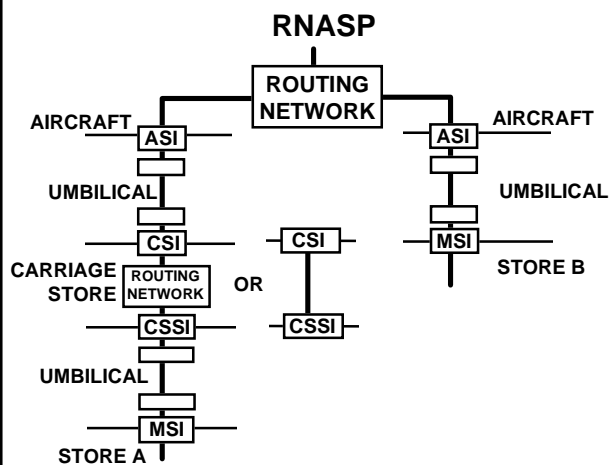 RNASP
ROUTING
NETWORK
AIRCRAFT
ASI
UMBILICAL
CSI
CARRIAGE
STORE
ROUTING
NETWORK
OR
CSI
CSSI
CSSI
UMBILICAL
MSI
STORE A
AIRCRAFT
ASI
UMBILICAL
MSI
STORE B